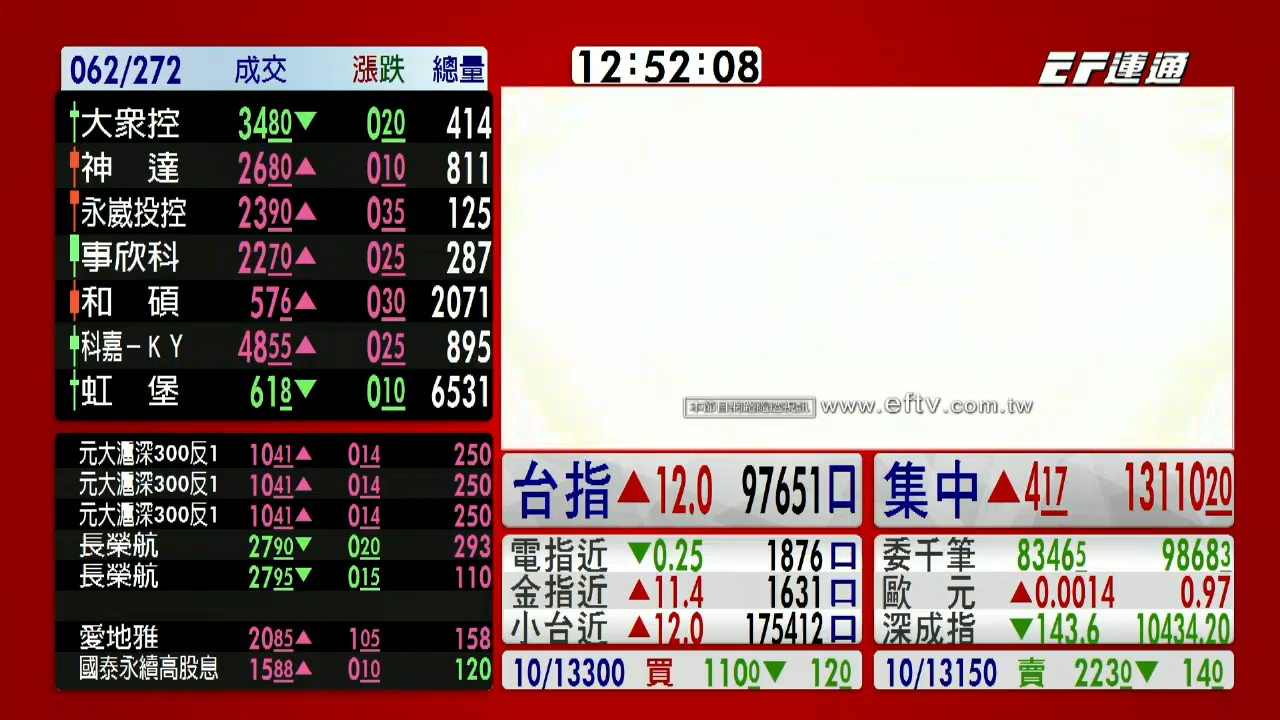 062/272 成交 漲跌 總量
12:52:08
EF運通
大眾控 3480▼ 020 414
神達 2680▲ 010 811
永崴投控 2390▲ 035 125
事欣科 2270▲ 025 287
和碩 576▲ 030 2071
科嘉-KY 4855▲ 025 895
虹堡 618▼ 010 6531
www.eftv.com.tw
元大滬深300反1 1041▲ 014 250
元大滬深300反1 1041▲ 014 250
元大滬深300反1 1041▲ 014 250
長榮航 2790▼ 020 293
長榮航 2795▼ 015 110
愛地雅 2085▲ 105 158
國泰永續高股息 1588▲ 010 120
台指▲12.0 97651口
集中▲417 1311020
電指近 ▼0.25 1876口
金指近 ▲11.4 1631口
小台近 ▲12.0 175412口
委千筆 83465 98683
歐元 ▲0.0014 0.97
深成指 ▼143.6 10434.20
10/13300 買 1100▼ 120
10/13150 賣 2230▼ 140